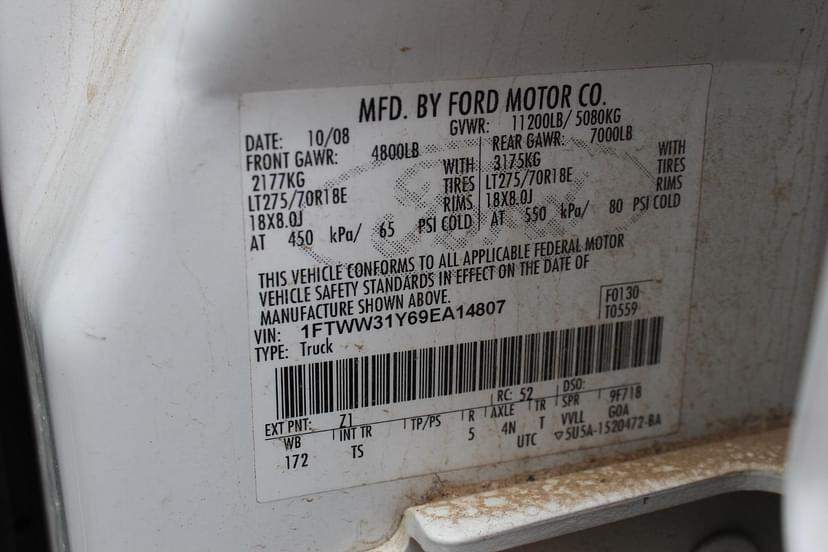 MFD. BY FORD MOTOR CO.
DATE: 10/08 GVWR: 11200LB/ 5080KG
FRONT GAWR: 4800LB REAR GAWR: 7000LB
2177KG WITH 3175KG WITH
LT275/70R18E TIRES LT275/70R18E TIRES
18X8.0J RIMS 18X8.0J RIMS
AT 450 kPa/ 65 PSI COLD AT 550 kPa/ 80 PSI COLD
THIS VEHICLE CONFORMS TO ALL APPLICABLE FEDERAL MOTOR
VEHICLE SAFETY STANDARDS IN EFFECT ON THE DATE OF
MANUFACTURE SHOWN ABOVE.
VIN: 1FTWW31Y69EA14807
TYPE: Truck
F0130
T0559
EXT PNT: Z1 RC: 52 DSO:
WB INT TR TP/PS R AXLE TR SPR 9F718
172 TS 5 4N T VVLL GOA
UTC ▽5U5A-1520472-BA